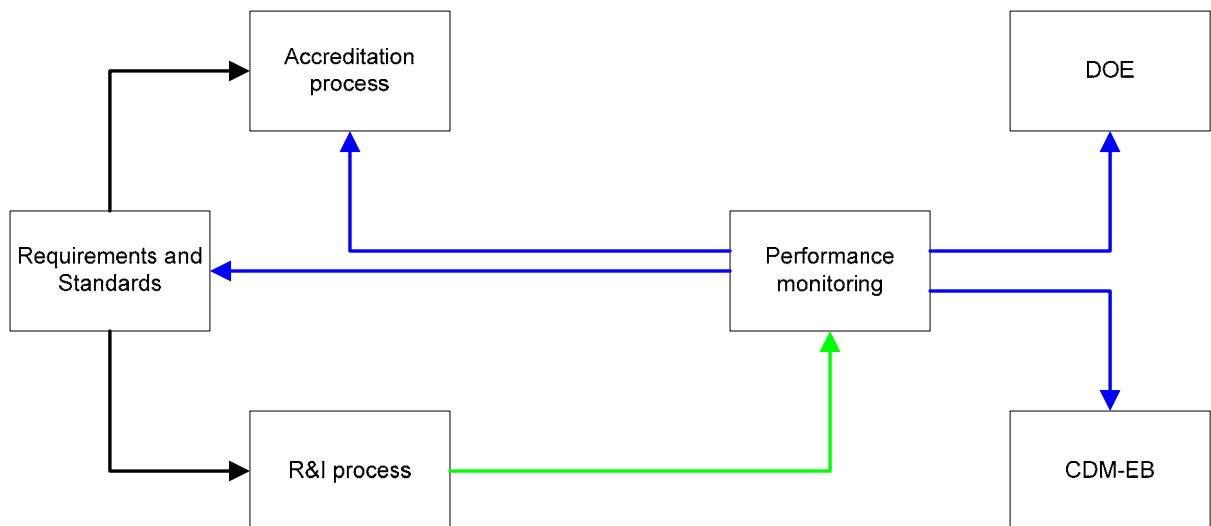 Accreditation
process
DOE
Requirements and
Standards
Performance
monitoring
R&I process
CDM-EB